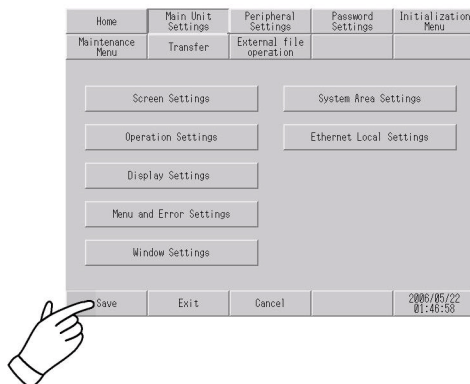 Home
Main Unit
Settings
Peripheral
Settings
Password
Settings
Initialization
Menu
Maintenance
Menu
Transfer
External file
operation
Screen Settings
System Area Settings
Operation Settings
Ethernet Local Settings
Display Settings
Menu and Error Settings
Window Settings
Save
Exit
Cancel
2006/05/22
01:46:58